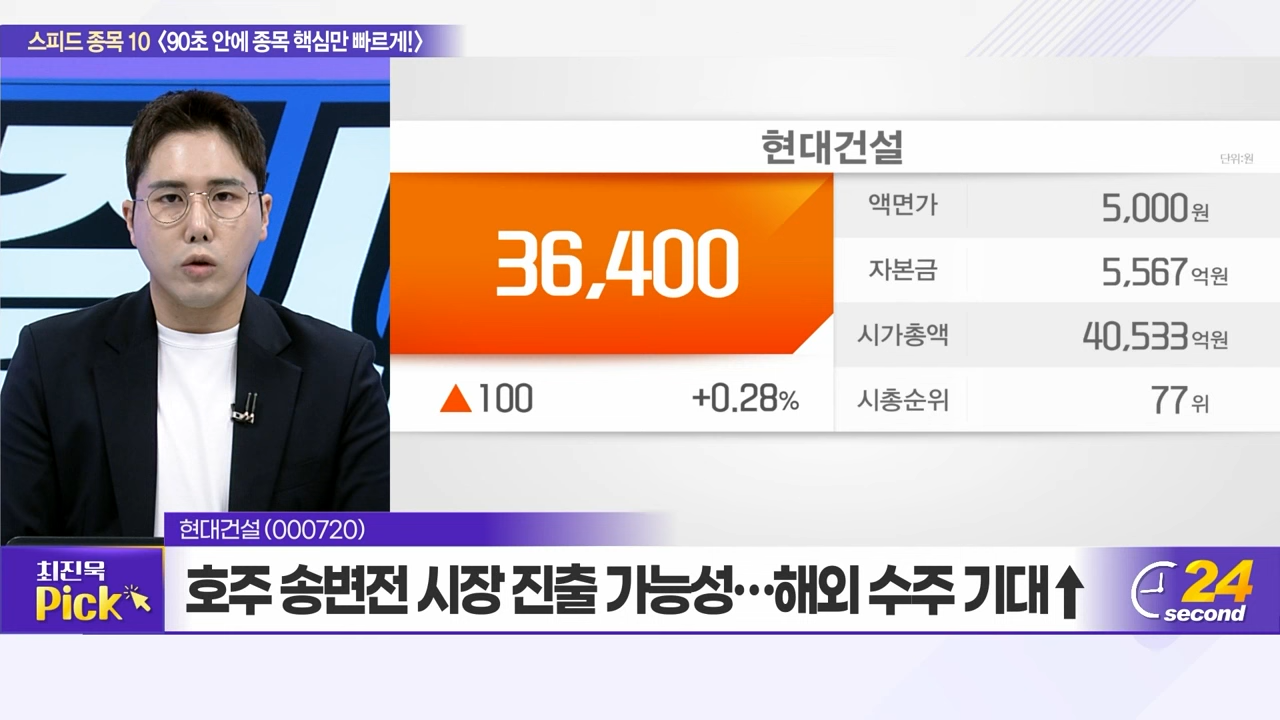 스피드 종목 10 <90초 안에 종목 핵심만 빠르게!>
현대건설
단위:원
36,400
▲100 +0.28%
액면가 5,000원
자본금 5,567억원
시가총액 40,533억원
시총순위 77위
현대건설(000720)
최진욱
Pick
호주 송변전 시장 진출 가능성…해외 수주 기대↑
24
second